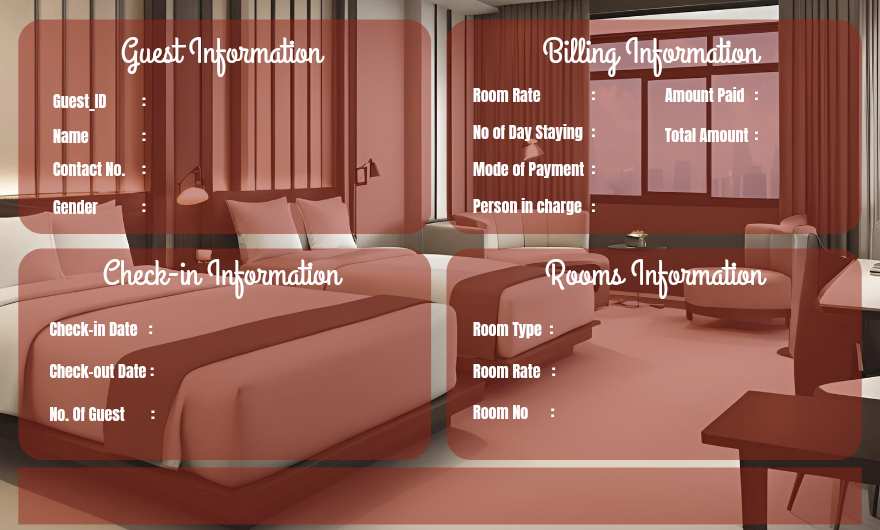 Guest Information
Guest_ID :
Name :
Contact No. :
Gender :
Billing Information
Room Rate :
No of Day Staying :
Mode of Payment :
Person in charge :
Amount Paid :
Total Amount :
Check-in Information
Check-in Date :
Check-out Date :
No. Of Guest :
Rooms Information
Room Type :
Room Rate :
Room No :